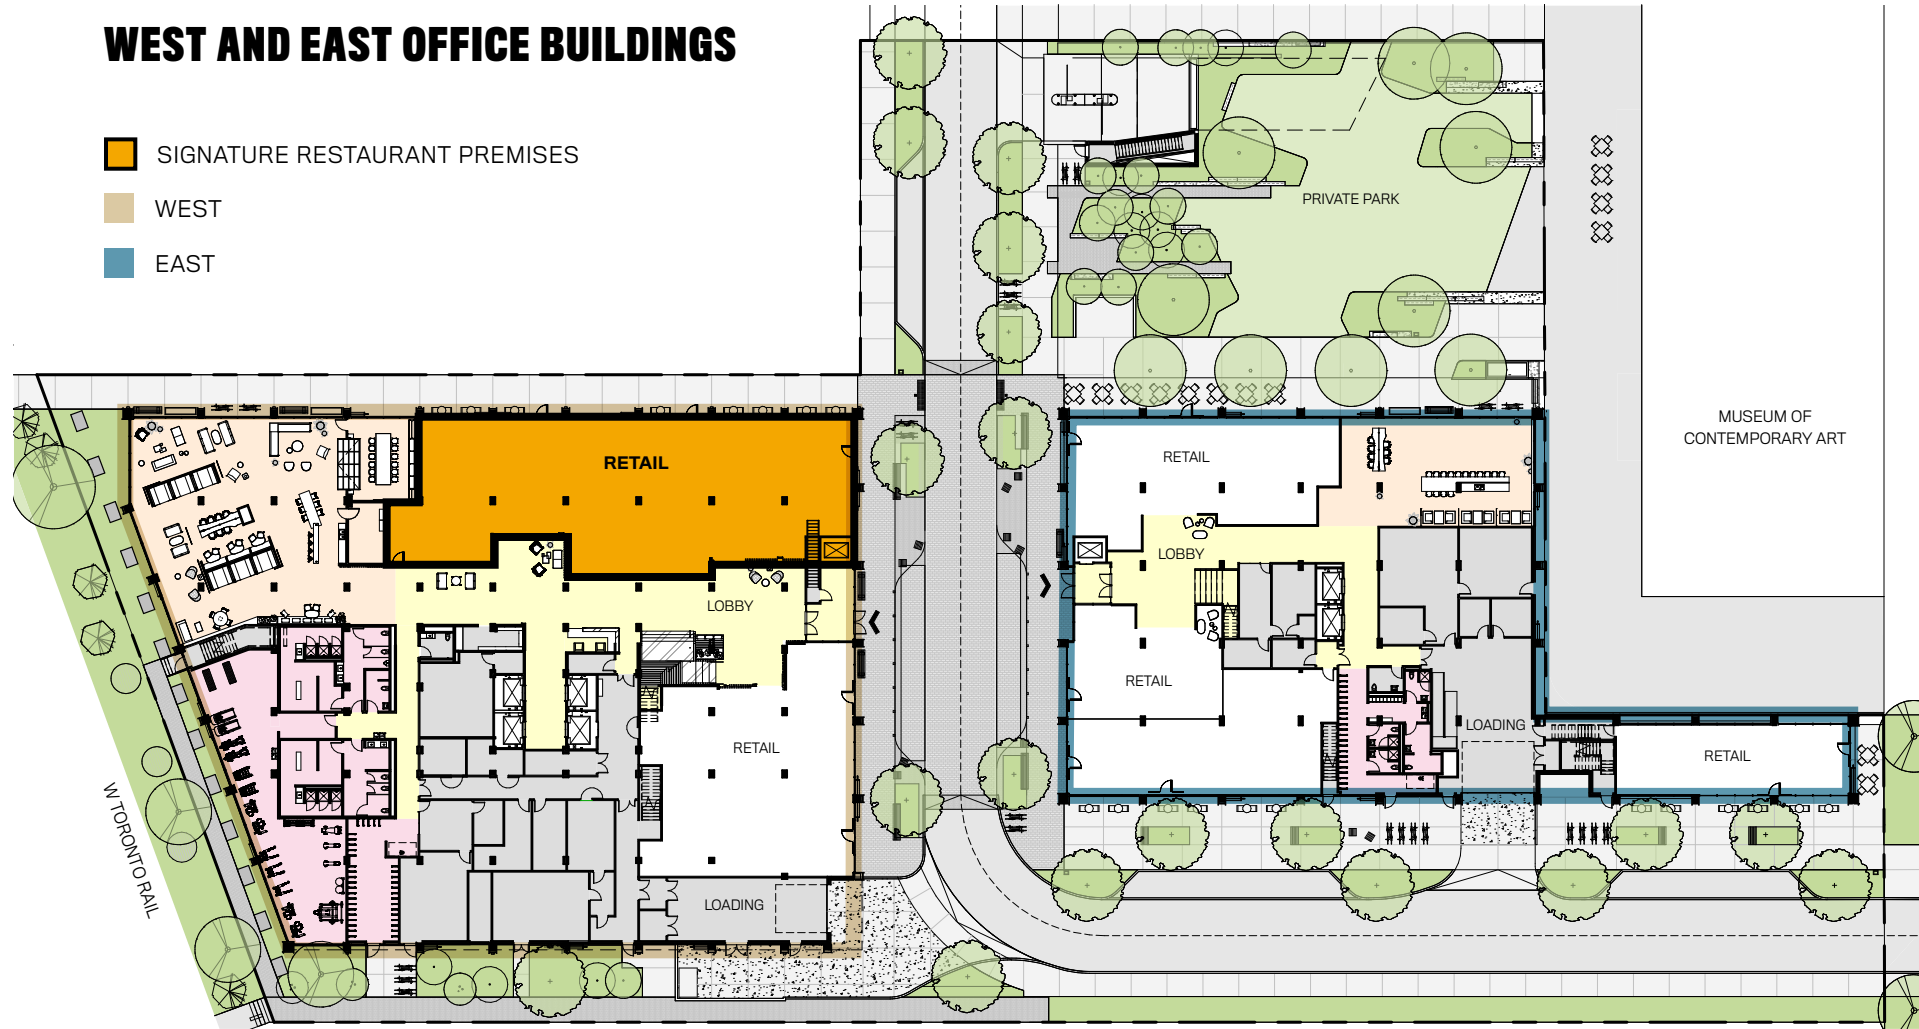 WEST AND EAST OFFICE BUILDINGS
SIGNATURE RESTAURANT PREMISES
WEST
EAST
PRIVATE PARK
MUSEUM OF
CONTEMPORARY ART
RETAIL
RETAIL
LOBBY
LOBBY
RETAIL
RETAIL
LOADING
RETAIL
LOADING
W TORONTO RAIL